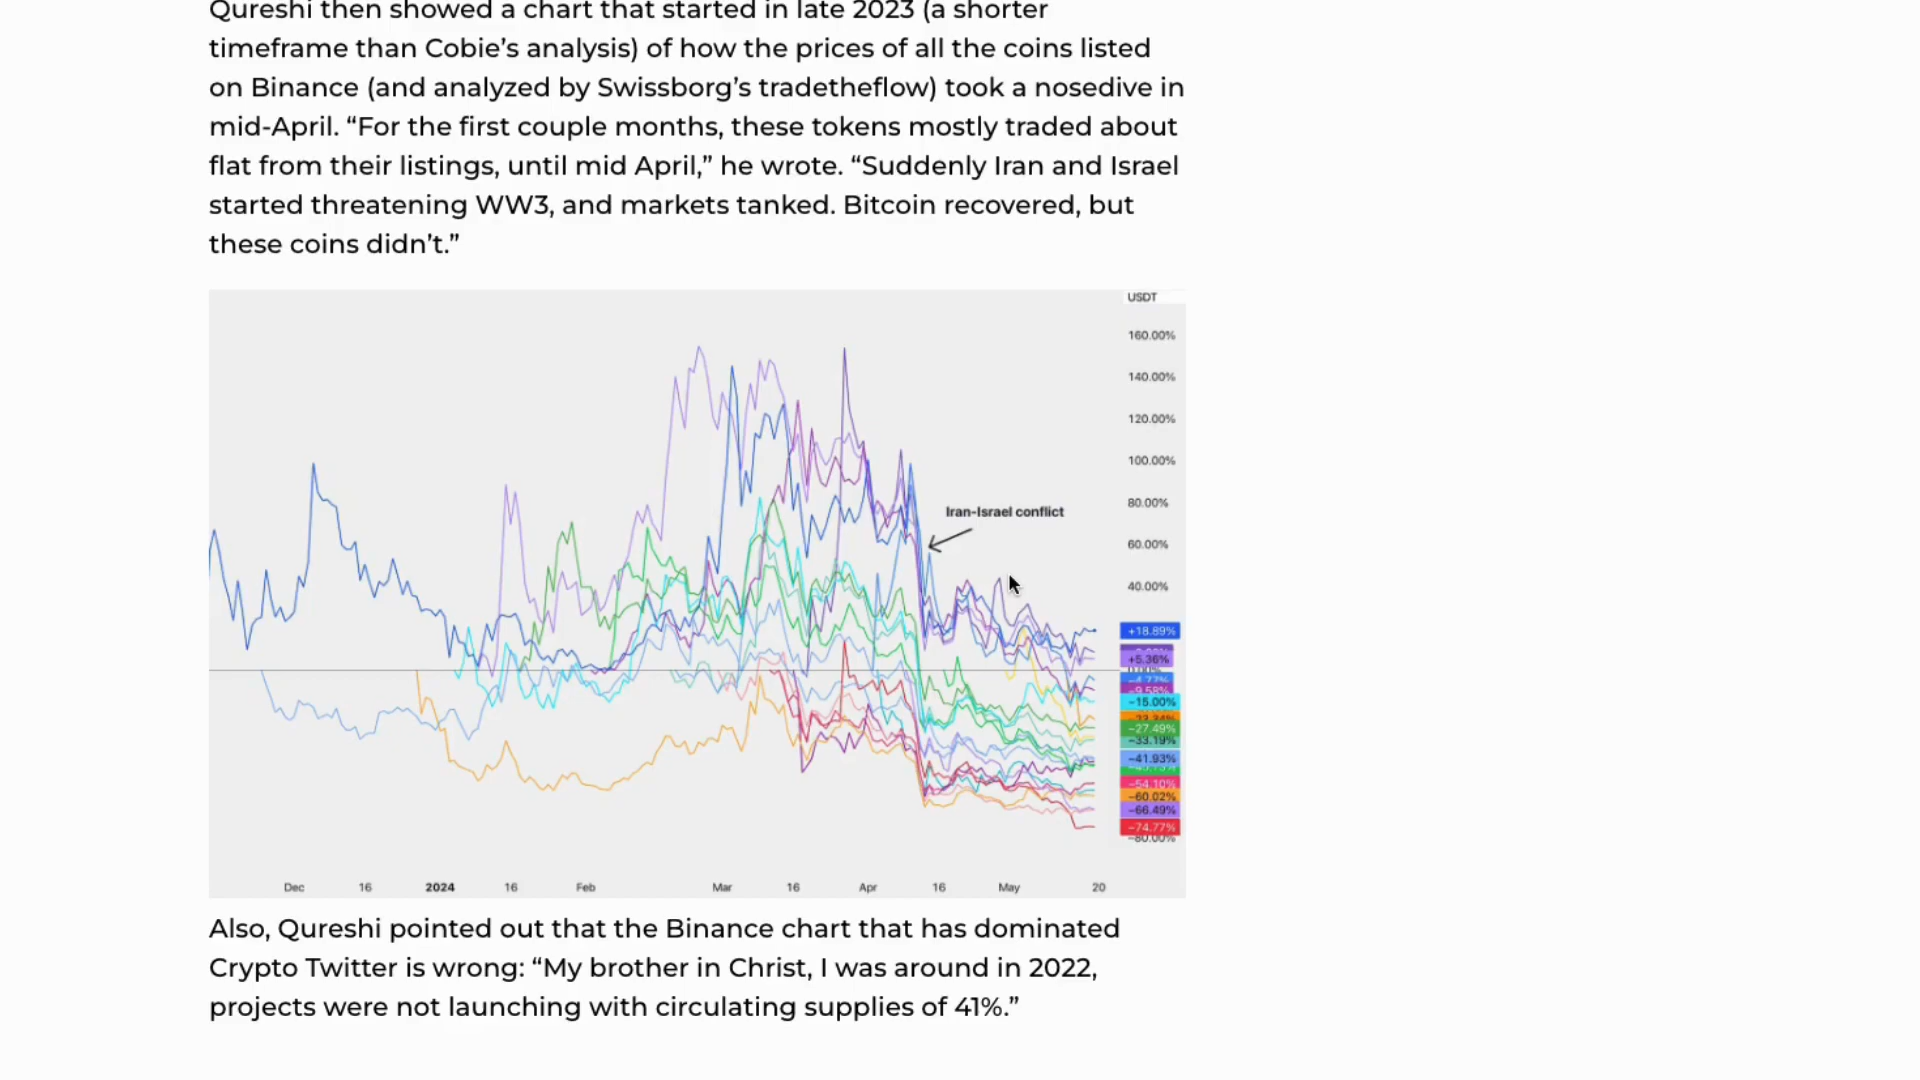 Qureshi then showed a chart that started in late 2023 (a shorter
timeframe than Cobie’s analysis) of how the prices of all the coins listed
on Binance (and analyzed by Swissborg’s tradetheflow) took a nosedive in
mid-April. “For the first couple months, these tokens mostly traded about
flat from their listings, until mid April,” he wrote. “Suddenly Iran and Israel
started threatening WW3, and markets tanked. Bitcoin recovered, but
these coins didn’t.”
USDT
160.00%
140.00%
120.00%
100.00%
80.00%
Iran-Israel conflict
60.00%
40.00%
+18.89%
+5.36%
−9.58%
−15.00%
−27.49%
−33.19%
−41.93%
−54.10%
−60.02%
−66.49%
−74.77%
−80.00%
Dec 16 2024 16 Feb Mar 16 Apr 16 May 20
Also, Qureshi pointed out that the Binance chart that has dominated
Crypto Twitter is wrong: “My brother in Christ, I was around in 2022,
projects were not launching with circulating supplies of 41%.”